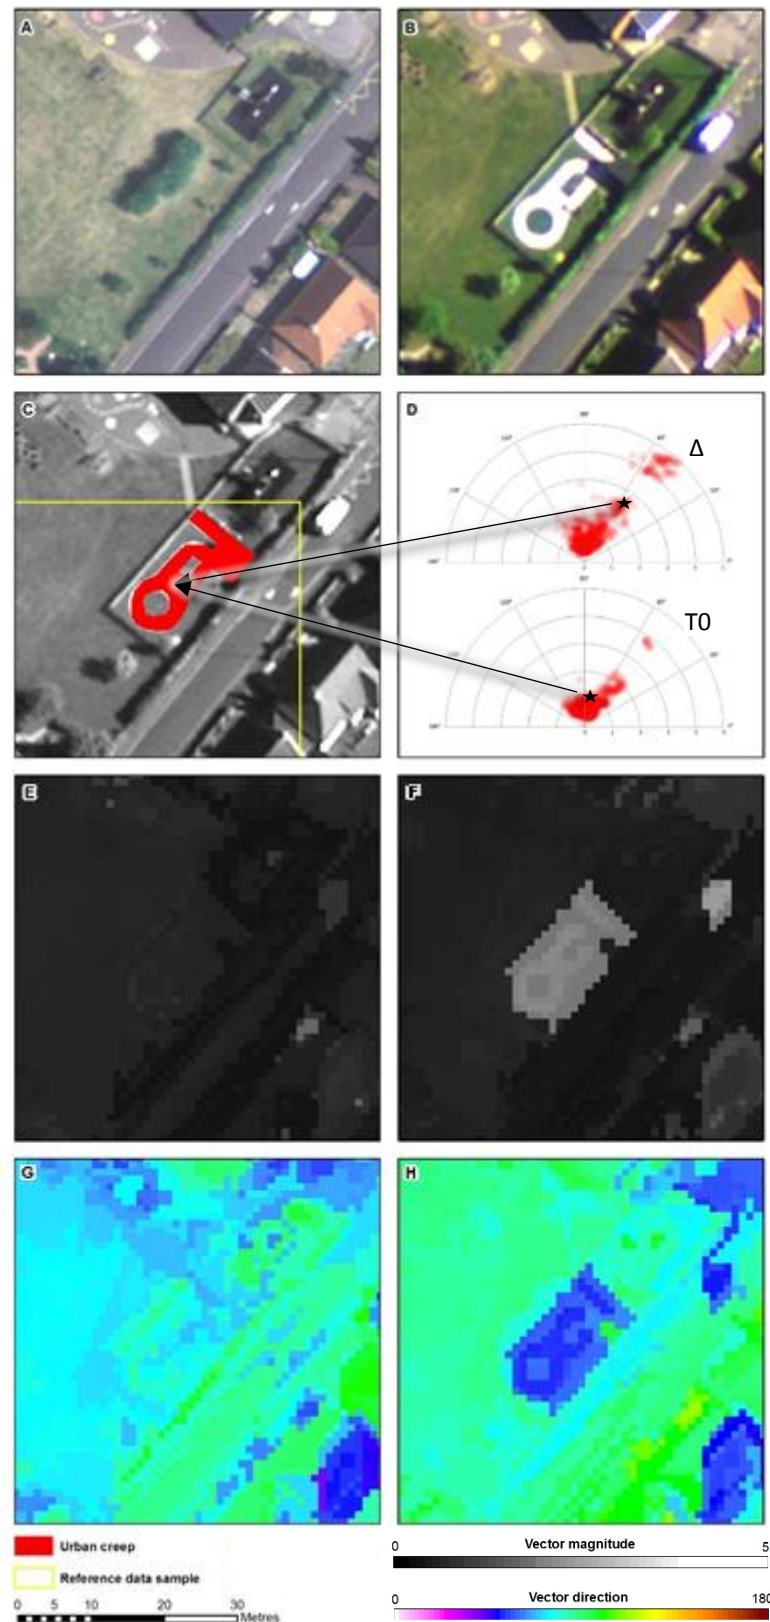 A
B
C
D
Δ
T0
E
F
G
H
Urban creep
Reference data sample
0 5 10 20 30
Metres
Vector magnitude
0 5
Vector direction
0 180